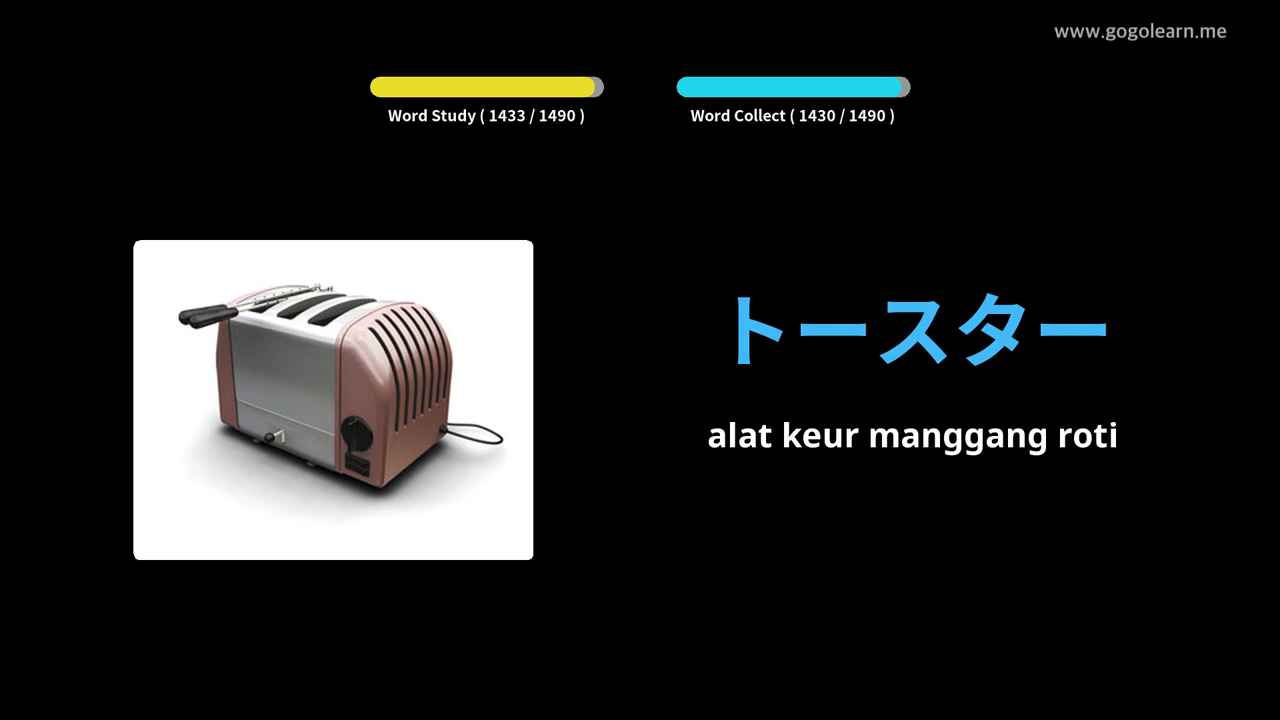 www.gogolearn.me
Word Study ( 1433 / 1490 )
Word Collect ( 1430 / 1490 )
トースター
alat keur manggang roti